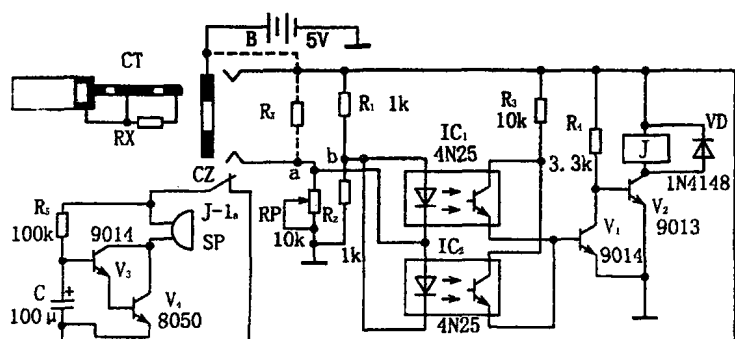 B 5V
CT
RX
Rx
R₁ 1k
R₃
10k
R₄
IC₁
4N25
3.3k
J
VD
1N4148
a
b
CZ
J-1ₐ
RP
10k
R₂
1k
R₅
100k
9014
V₃
SP
C
+
100μ
V₄
8050
IC₂
4N25
V₁
9014
V₂
9013